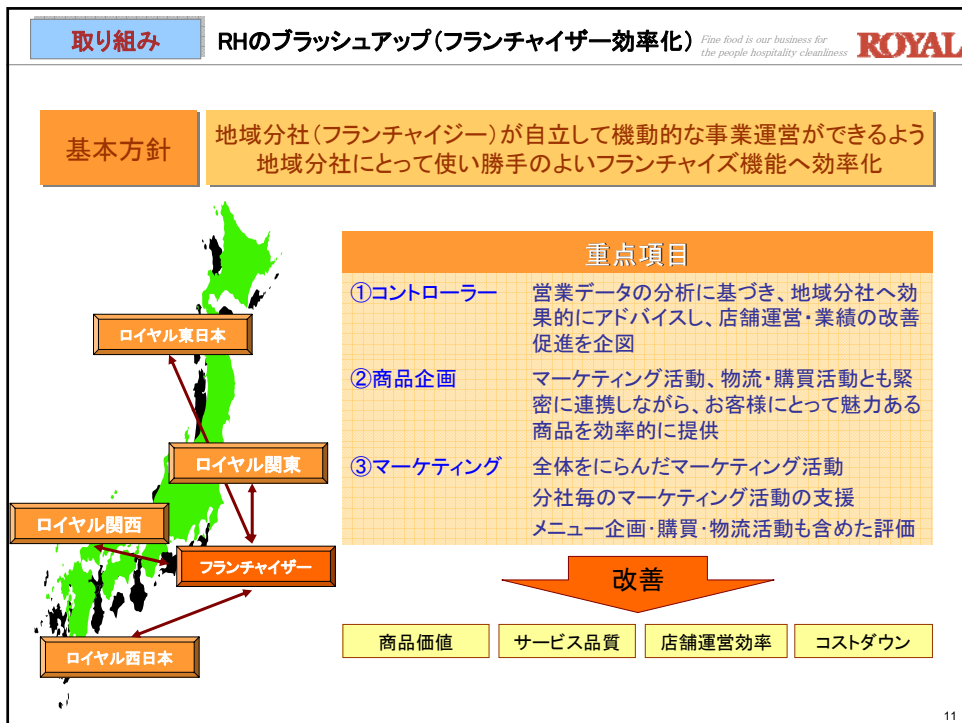 取り組み
RHのブラッシュアップ(フランチャイザー効率化)
Fine food is our business for
the people hospitality cleanliness
ROYAL
基本方針
地域分社(フランチャイジー)が自立して機動的な事業運営ができるよう
地域分社にとって使い勝手のよいフランチャイズ機能へ効率化
ロイヤル東日本
ロイヤル関東
ロイヤル関西
フランチャイザー
ロイヤル西日本
重点項目
①コントローラー 営業データの分析に基づき、地域分社へ効
果的にアドバイスし、店舗運営・業績の改善
促進を企図
②商品企画 マーケティング活動、物流・購買活動とも緊
密に連携しながら、お客様にとって魅力ある
商品を効率的に提供
③マーケティング 全体をにらんだマーケティング活動
分社毎のマーケティング活動の支援
メニュー企画・購買・物流活動も含めた評価
改善
商品価値 サービス品質 店舗運営効率 コストダウン
11